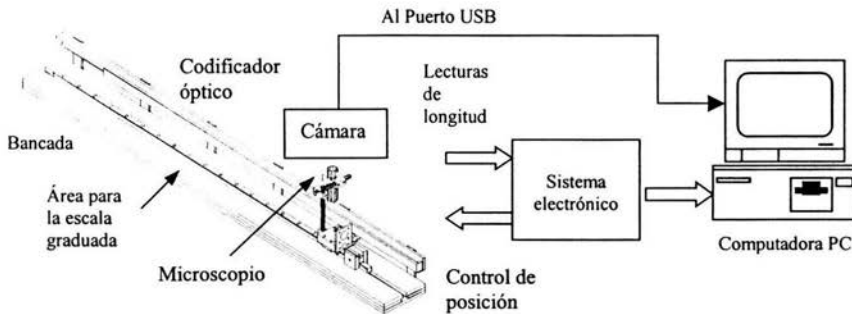 Al Puerto USB
Codificador
óptico
Lecturas
de
longitud
Cámara
Bancada
Sistema
electrónico
Área para
la escala
graduada
Microscopio
Computadora PC
Control de
posición